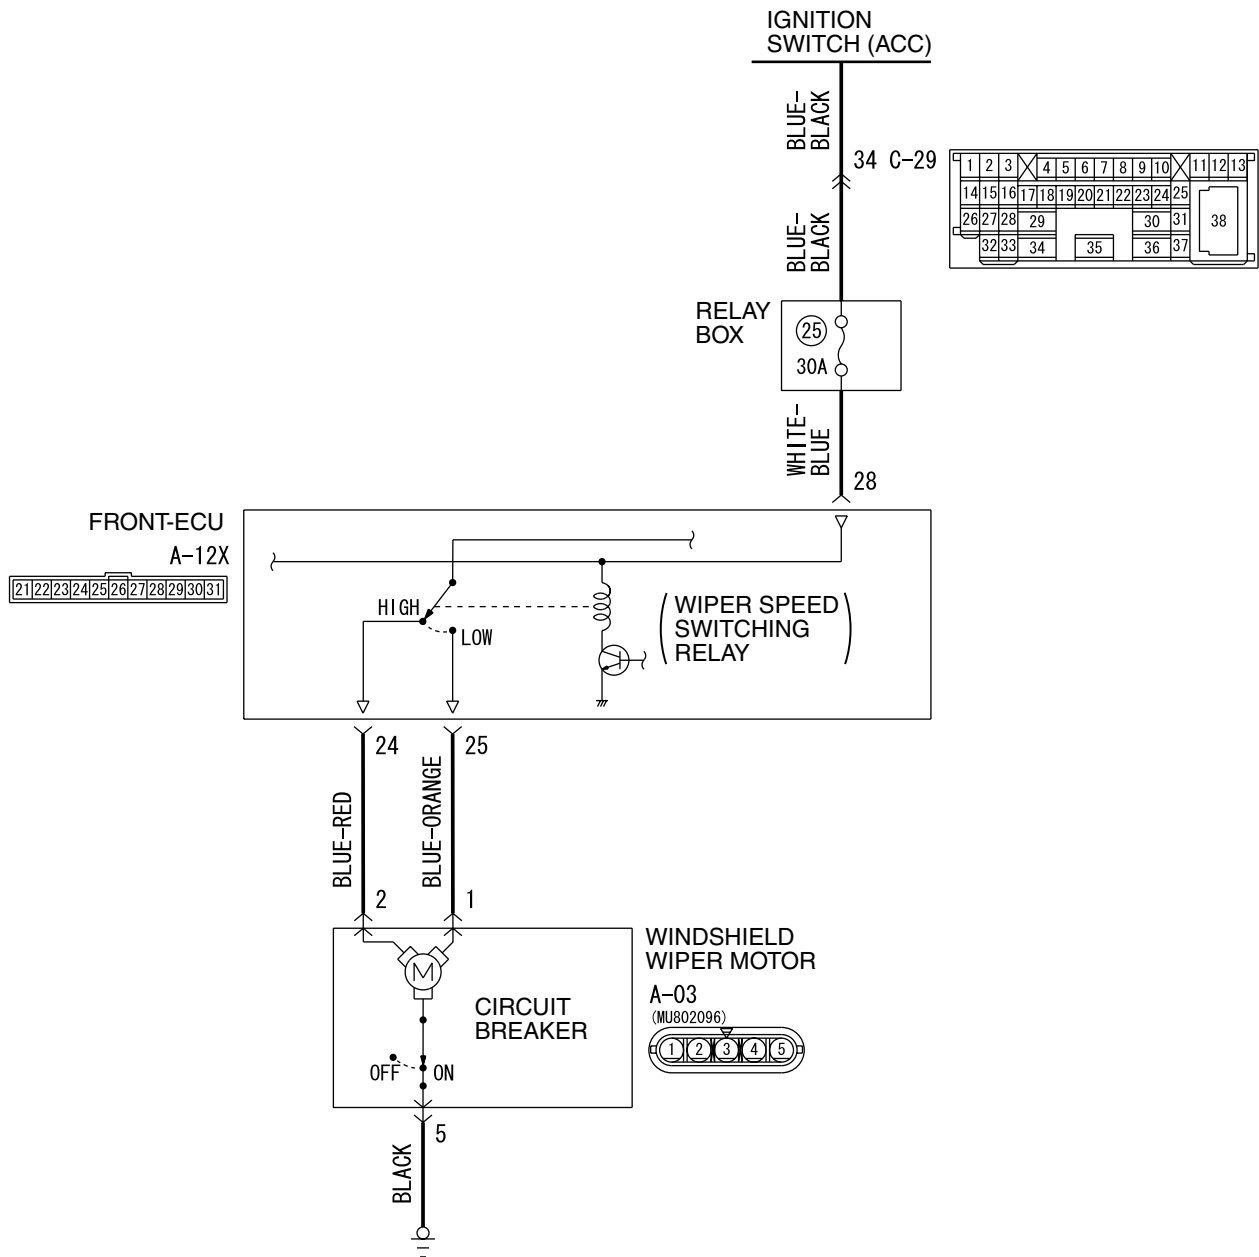 IGNITION
SWITCH (ACC)
BLUE-
BLACK
34 C-29
1 2 3 4 5 6 7 8 9 10 11 12 13
14 15 16 17 18 19 20 21 22 23 24 25
26 27 28 29 30 31 38
32 33 34 35 36 37
BLUE-
BLACK
RELAY
BOX
25
30A
WHITE-
BLUE
28
FRONT-ECU
A-12X
21 22 23 24 25 26 27 28 29 30 31
HIGH
LOW
(WIPER SPEED
SWITCHING
RELAY)
24
25
BLUE-RED
BLUE-ORANGE
2
1
WINDSHIELD
WIPER MOTOR
A-03
(MU802096)
1 2 3 4 5
M
CIRCUIT
BREAKER
OFF
ON
5
BLACK